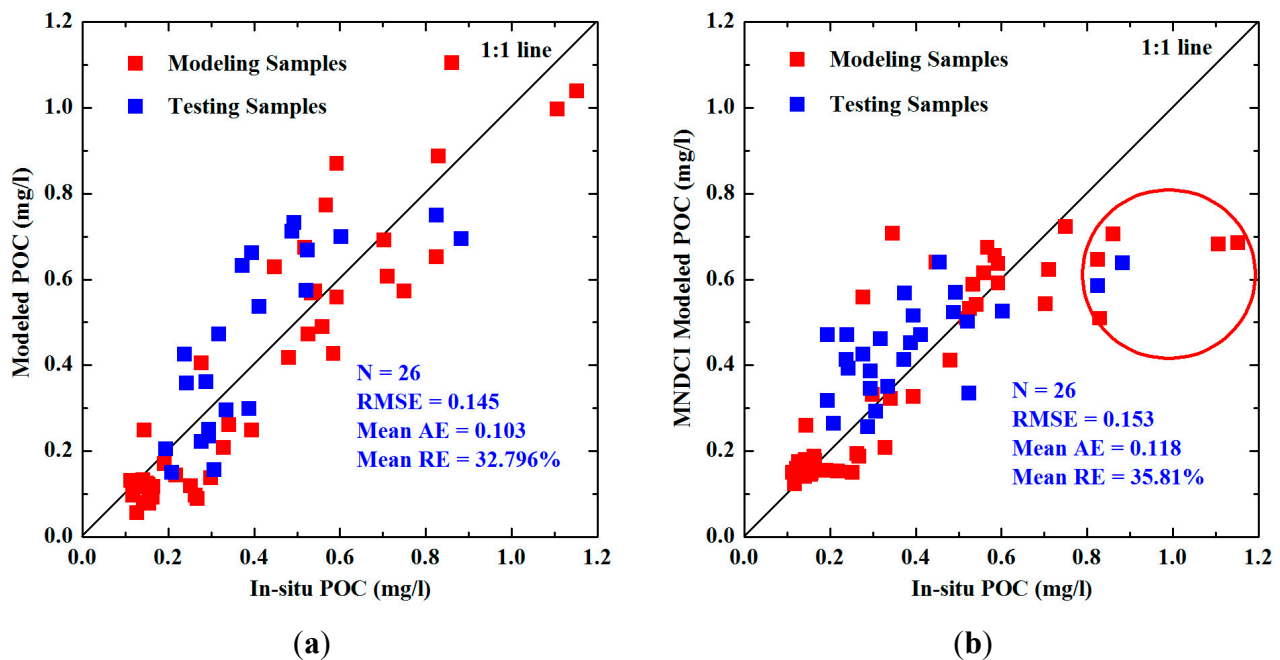 1.2
1.0
0.8
0.6
0.4
0.2
0.0
Modeled POC (mg/l)
Modeling Samples
Testing Samples
1:1 line
N = 26
RMSE = 0.145
Mean AE = 0.103
Mean RE = 32.796%
0.0 0.2 0.4 0.6 0.8 1.0 1.2
In-situ POC (mg/l)
(a)
1.2
1.0
0.8
0.6
0.4
0.2
0.0
MNDCI Modeled POC (mg/l)
Modeling Samples
Testing Samples
1:1 line
N = 26
RMSE = 0.153
Mean AE = 0.118
Mean RE = 35.81%
0.0 0.2 0.4 0.6 0.8 1.0 1.2
In-situ POC (mg/l)
(b)